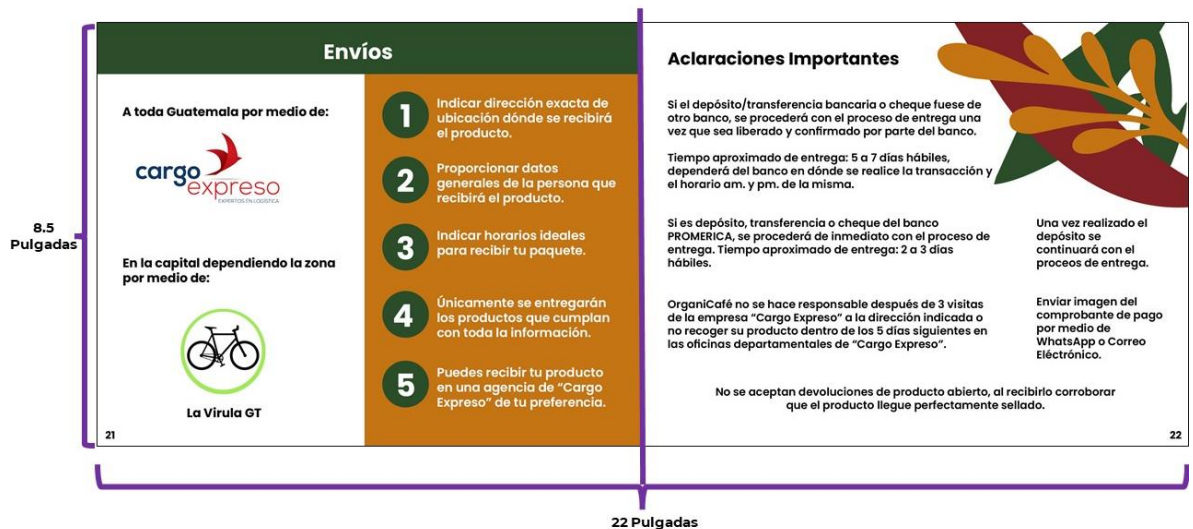 Envíos
A toda Guatemala por medio de:
cargo
expreso
EXPERTOS EN LOGÍSTICA
En la capital dependiendo la zona
por medio de:
La Virula GT
21
1
Indicar dirección exacta de
ubicación dónde se recibirá
el producto.
2
Proporcionar datos
generales de la persona que
recibirá el producto.
3
Indicar horarios ideales
para recibir tu paquete.
4
Únicamente se entregarán
los productos que cumplan
con toda la información.
5
Puedes recibir tu producto
en una agencia de “Cargo
Expreso” de tu preferencia.
Aclaraciones Importantes
Si el depósito/transferencia bancaria o cheque fuese de
otro banco, se procederá con el proceso de entrega una
vez que sea liberado y confirmado por parte del banco.
Tiempo aproximado de entrega: 5 a 7 días hábiles,
dependerá del banco en dónde se realice la transacción y
el horario am. y pm. de la misma.
Si es depósito, transferencia o cheque del banco
PROMERICA, se procederá de inmediato con el proceso de
entrega. Tiempo aproximado de entrega: 2 a 3 días
hábiles.
Una vez realizado el
depósito se
continuará con el
proceos de entrega.
OrganiCafé no se hace responsable después de 3 visitas
de la empresa “Cargo Expreso” a la dirección indicada o
no recoger su producto dentro de los 5 días siguientes en
las oficinas departamentales de “Cargo Expreso”.
Enviar imagen del
comprobante de pago
por medio de
WhatsApp o Correo
Eléctrónico.
No se aceptan devoluciones de producto abierto, al recibirlo corroborar
que el producto llegue perfectamente sellado.
22
8.5
Pulgadas
22 Pulgadas